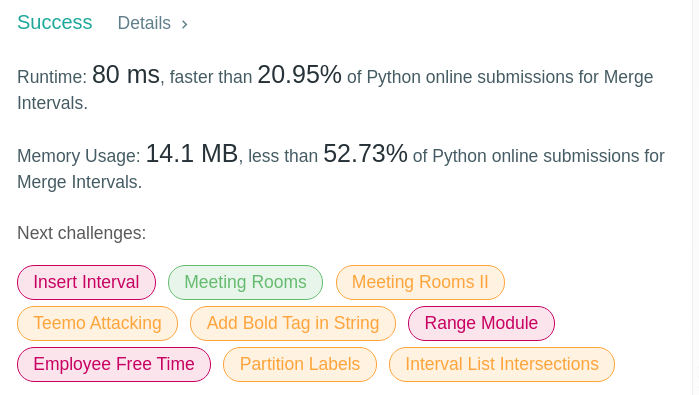 Success Details >
Runtime: 80 ms, faster than 20.95% of Python online submissions for Merge
Intervals.
Memory Usage: 14.1 MB, less than 52.73% of Python online submissions for
Merge Intervals.
Next challenges:
Insert Interval Meeting Rooms Meeting Rooms II
Teemo Attacking Add Bold Tag in String Range Module
Employee Free Time Partition Labels Interval List Intersections